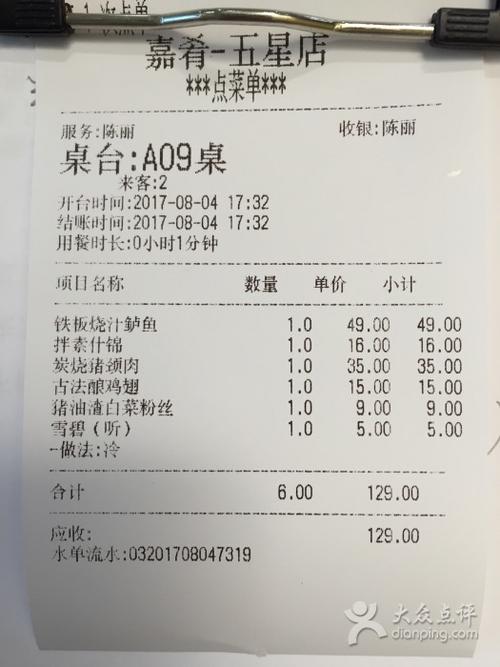 次点单
嘉肴-五星店
***点菜单***
服务:陈丽 收银:陈丽
桌台:A09桌
来客:2
开台时间:2017-08-04 17:32
结账时间:2017-08-04 17:32
用餐时长:0小时1分钟
项目名称 数量 单价 小计
铁板烧汁鲈鱼 1.0 49.00 49.00
拌素什锦 1.0 16.00 16.00
炭烧猪颈肉 1.0 35.00 35.00
古法酿鸡翅 1.0 15.00 15.00
猪油渣白菜粉丝 1.0 9.00 9.00
雪碧（听） 1.0 5.00 5.00
-做法:冷
合计 6.00 129.00
应收: 129.00
水单流水:03201708047319
大众点评
dianping.com